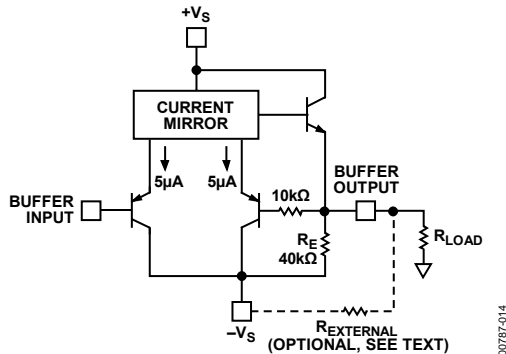 +VS
CURRENT
MIRROR
5µA
5µA
BUFFER
OUTPUT
BUFFER
INPUT
10kΩ
RE
40kΩ
RLOAD
–VS
REXTERNAL
(OPTIONAL, SEE TEXT)
00787-014